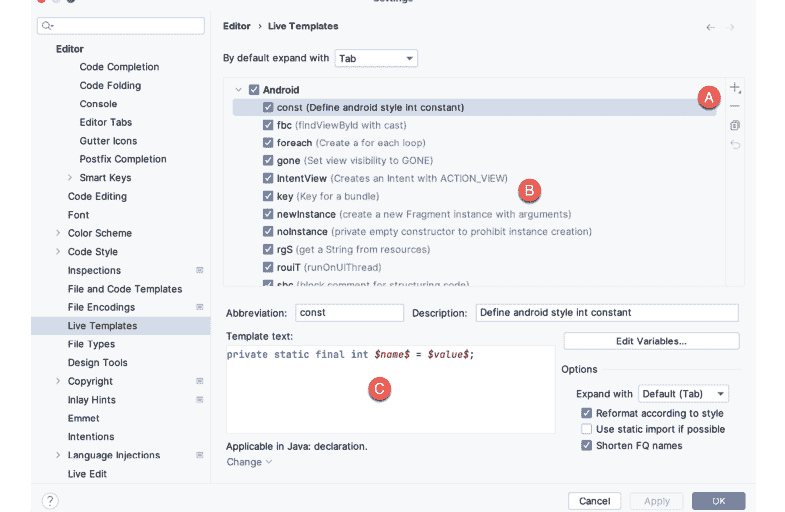 Settings
Editor › Live Templates
By default expand with Tab
Editor
Code Completion
Code Folding
Console
Editor Tabs
Gutter Icons
Postfix Completion
Smart Keys
Code Editing
Font
Color Scheme
Code Style
Inspections
File and Code Templates
File Encodings
Live Templates
File Types
Design Tools
Copyright
Inlay Hints
Emmet
Intentions
Language Injections
Live Edit
Android
const (Define android style int constant)
fbc (findViewById with cast)
foreach (Create a for each loop)
gone (Set view visibility to GONE)
IntentView (Creates an Intent with ACTION_VIEW)
key (Key for a bundle)
newInstance (create a new Fragment instance with arguments)
noInstance (private empty constructor to prohibit instance creation)
rgS (get a String from resources)
rouiT (runOnUIThread)
sbc (block comment for structuring code)
A
B
Abbreviation: const Description: Define android style int constant
Template text:
private static final int $name$ = $value$;
C
Applicable in Java: declaration.
Change
Edit Variables...
Options
Expand with Default (Tab)
Reformat according to style
Use static import if possible
Shorten FQ names
?
Cancel Apply OK